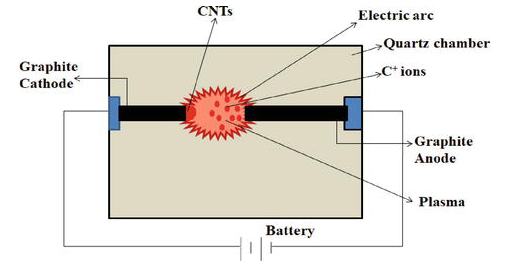 CNTs
Electric arc
Quartz chamber
Graphite
Cathode
C+ ions
Graphite
Anode
Plasma
Battery